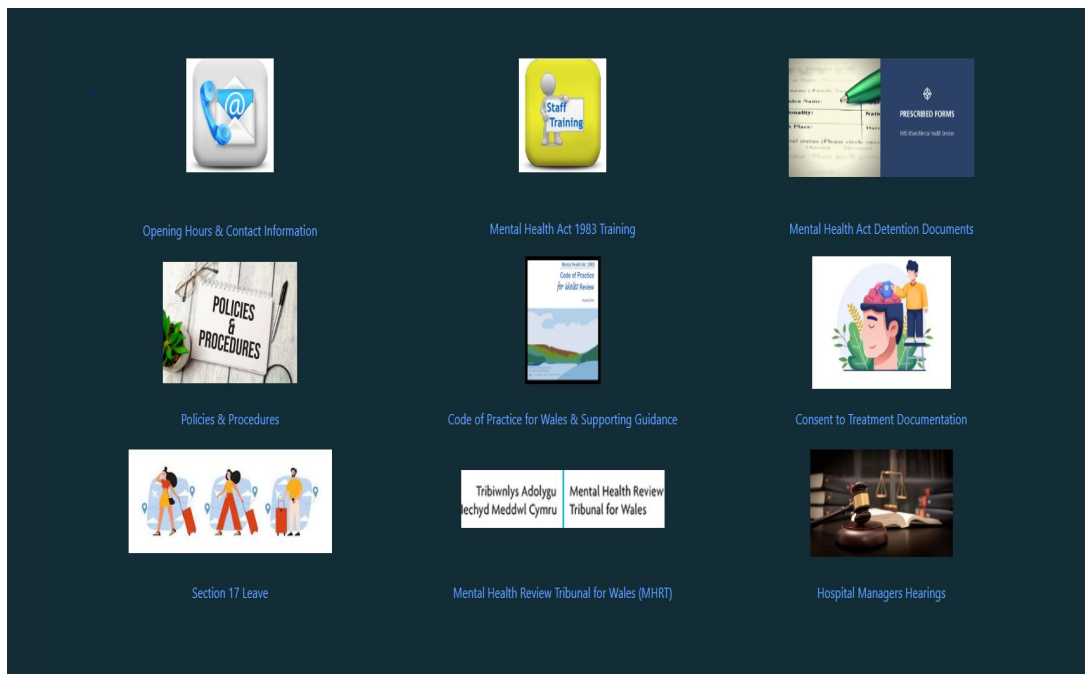 @
Staff
Training
Maiden Name:
PRESCRIBED FORMS
Opening Hours & Contact Information
Mental Health Act 1983 Training
Mental Health Act Detention Documents
POLICIES
&
PROCEDURES
Mental Health Act 1983
Code of Practice
for Wales Review
Policies & Procedures
Code of Practice for Wales & Supporting Guidance
Consent to Treatment Documentation
Tribiwnlys Adolygu
Iechyd Meddwl Cymru
Mental Health Review
Tribunal for Wales
Section 17 Leave
Mental Health Review Tribunal for Wales (MHRT)
Hospital Managers Hearings